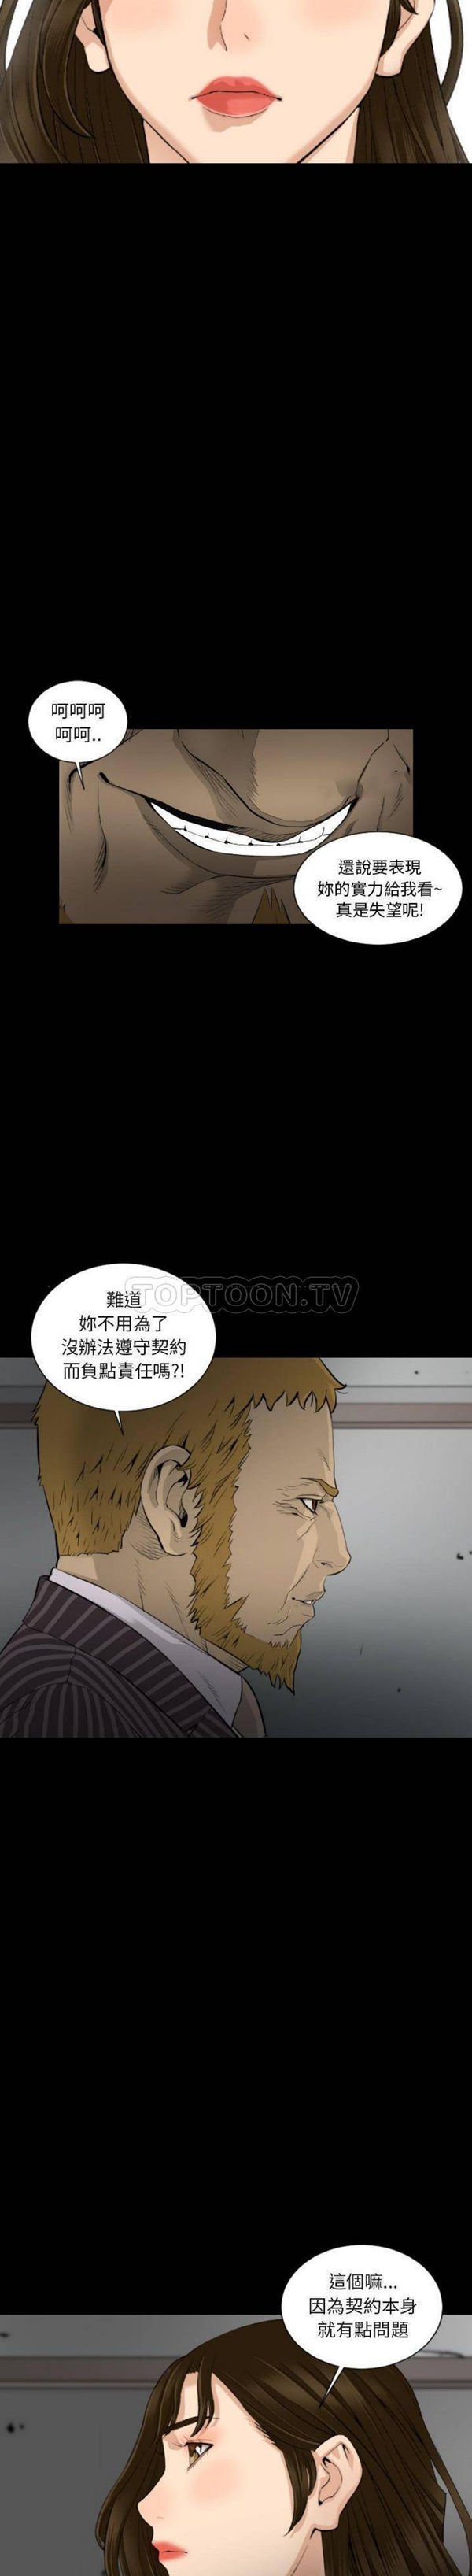 呵呵呵
呵呵..
還說要表現
妳的實力給我看~
真是失望呢!
TOPTOON.TV
難道
妳不用為了
沒辦法遵守契約
而負點責任嗎?!
這個嘛...
因為契約本身
就有點問題